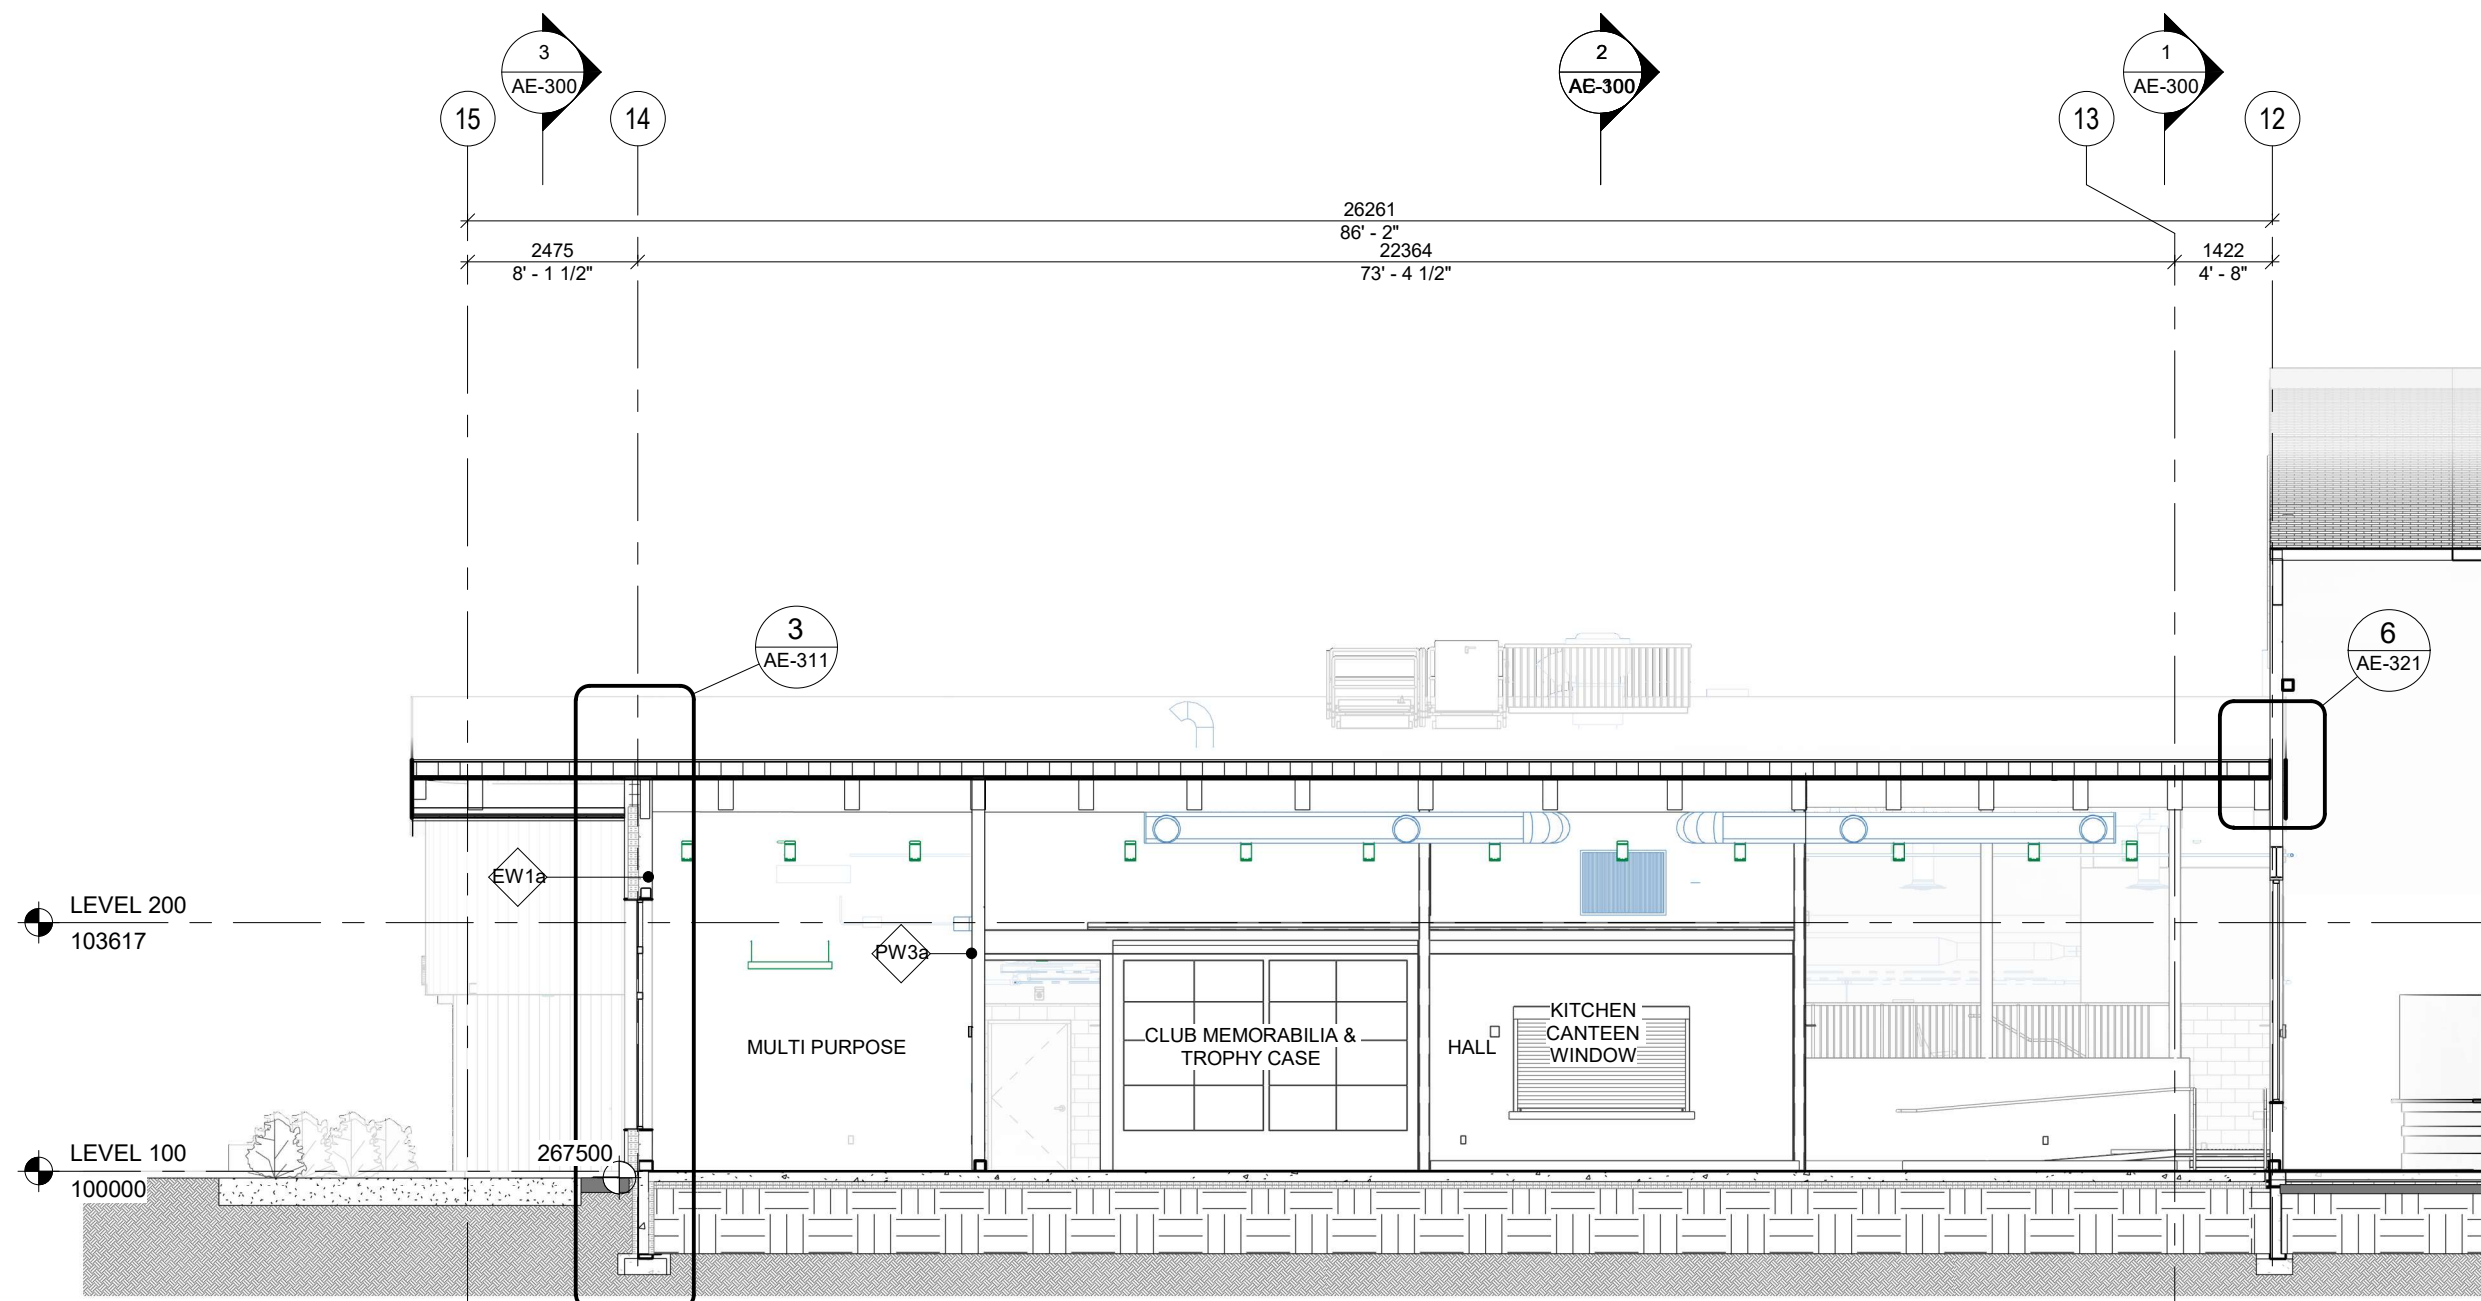 3
AE-300
2
AE-300
1
AE-300
15
14
13
12
26261
86' - 2"
2475
8' - 1 1/2"
22364
73' - 4 1/2"
1422
4' - 8"
3
AE-311
6
AE-321
EW1a
LEVEL 200
103617
PW3a
MULTI PURPOSE
CLUB MEMORABILIA &
TROPHY CASE
HALL
KITCHEN
CANTEEN
WINDOW
LEVEL 100
100000
267500